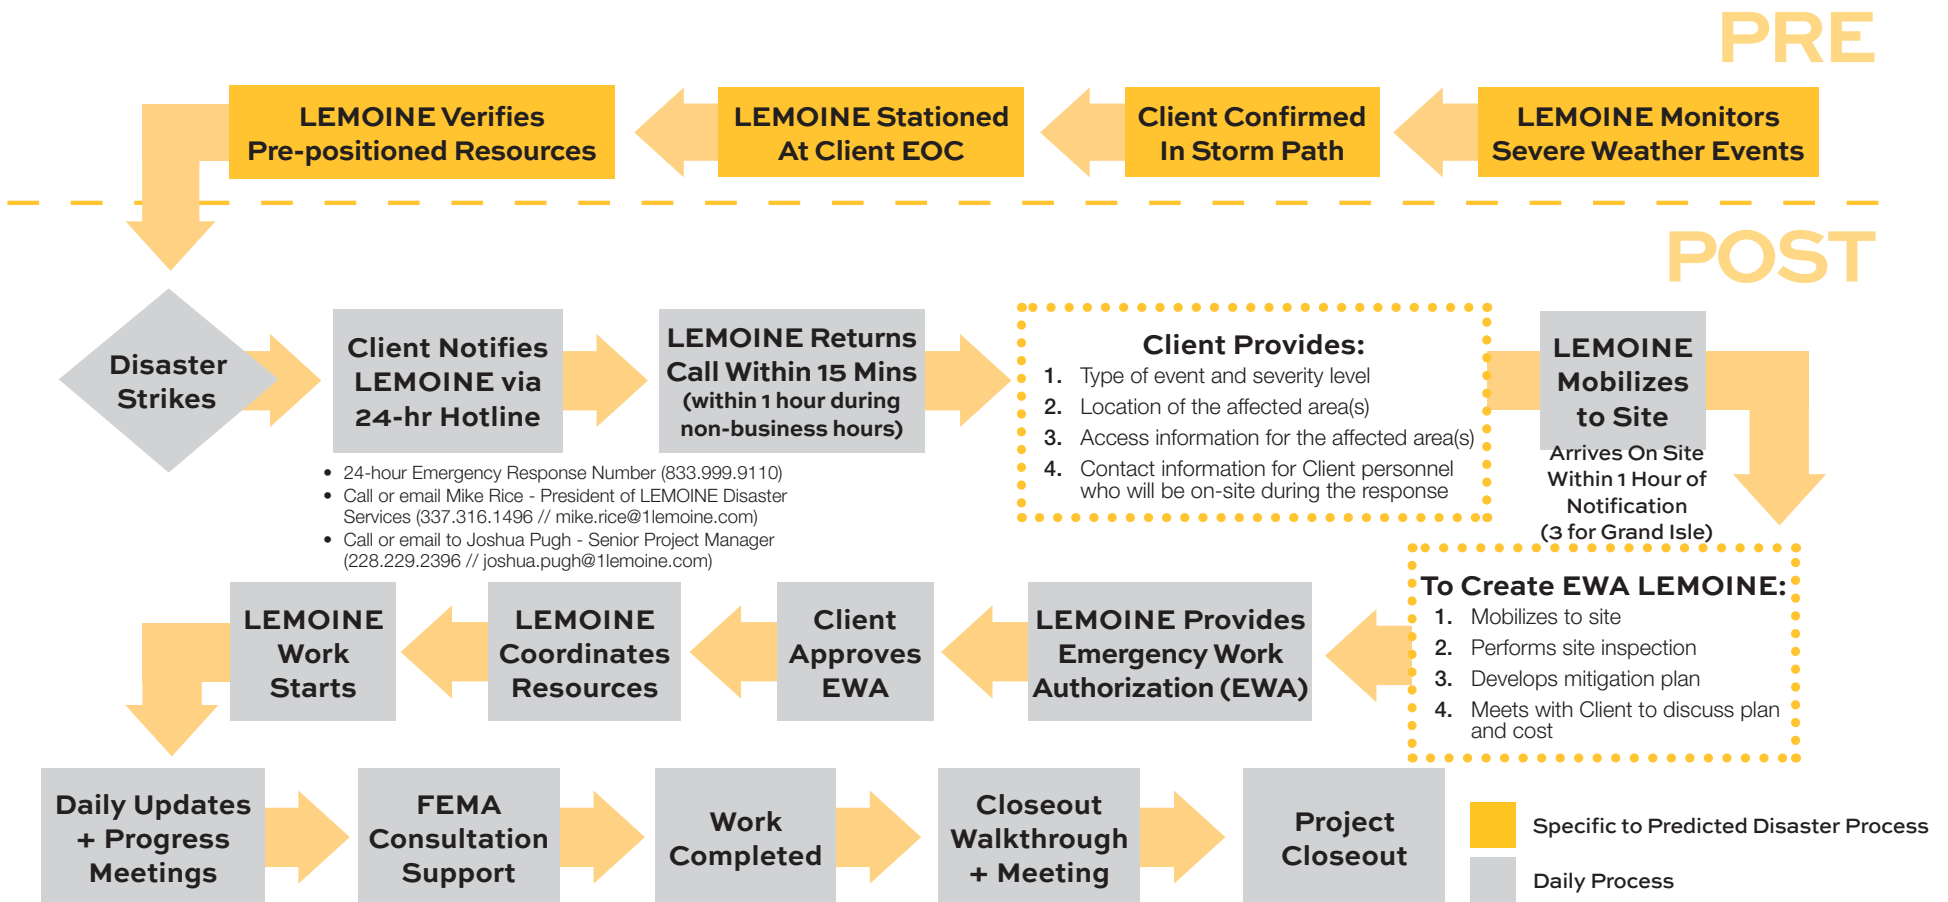 PRE
LEMOINE Monitors
Severe Weather Events
Client Confirmed
In Storm Path
LEMOINE Stationed
At Client EOC
LEMOINE Verifies
Pre-positioned Resources
POST
Disaster
Strikes
Client Notifies
LEMOINE via
24-hr Hotline
• 24-hour Emergency Response Number (833.999.9110)
• Call or email Mike Rice - President of LEMOINE Disaster
Services (337.316.1496 // mike.rice@1lemoine.com)
• Call or email to Joshua Pugh - Senior Project Manager
(228.229.2396 // joshua.pugh@1lemoine.com)
LEMOINE Returns
Call Within 15 Mins
(within 1 hour during
non-business hours)
Client Provides:
1. Type of event and severity level
2. Location of the affected area(s)
3. Access information for the affected area(s)
4. Contact information for Client personnel
who will be on-site during the response
LEMOINE
Mobilizes
to Site
Arrives On Site
Within 1 Hour of
Notification
(3 for Grand Isle)
To Create EWA LEMOINE:
1. Mobilizes to site
2. Performs site inspection
3. Develops mitigation plan
4. Meets with Client to discuss plan
and cost
LEMOINE Provides
Emergency Work
Authorization (EWA)
Client
Approves
EWA
LEMOINE
Coordinates
Resources
LEMOINE
Work
Starts
Daily Updates
+ Progress
Meetings
FEMA
Consultation
Support
Work
Completed
Closeout
Walkthrough
+ Meeting
Project
Closeout
Specific to Predicted Disaster Process
Daily Process